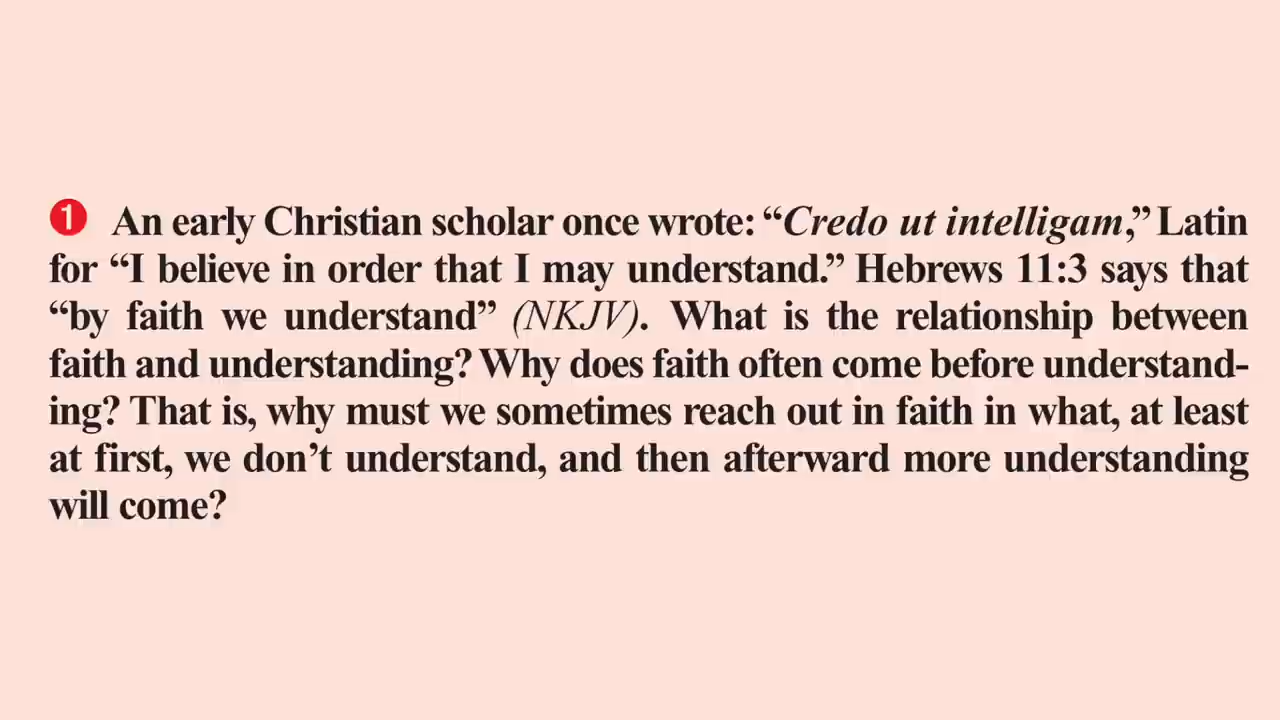 1 An early Christian scholar once wrote: “Credo ut intelligam,” Latin
for “I believe in order that I may understand.” Hebrews 11:3 says that
“by faith we understand” (NKJV). What is the relationship between
faith and understanding? Why does faith often come before understand-
ing? That is, why must we sometimes reach out in faith in what, at least
at first, we don’t understand, and then afterward more understanding
will come?